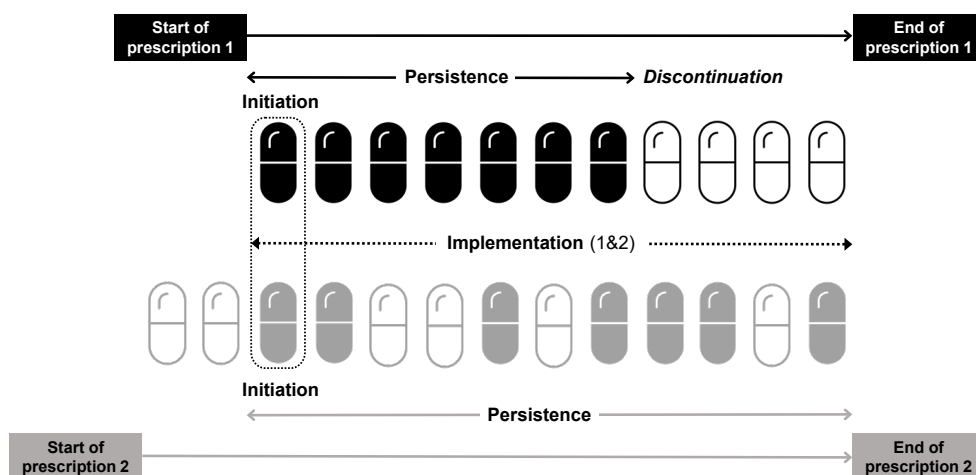 Start of
prescription 1
End of
prescription 1
Persistence
Discontinuation
Initiation
Implementation (1&2)
Initiation
Persistence
Start of
prescription 2
End of
prescription 2